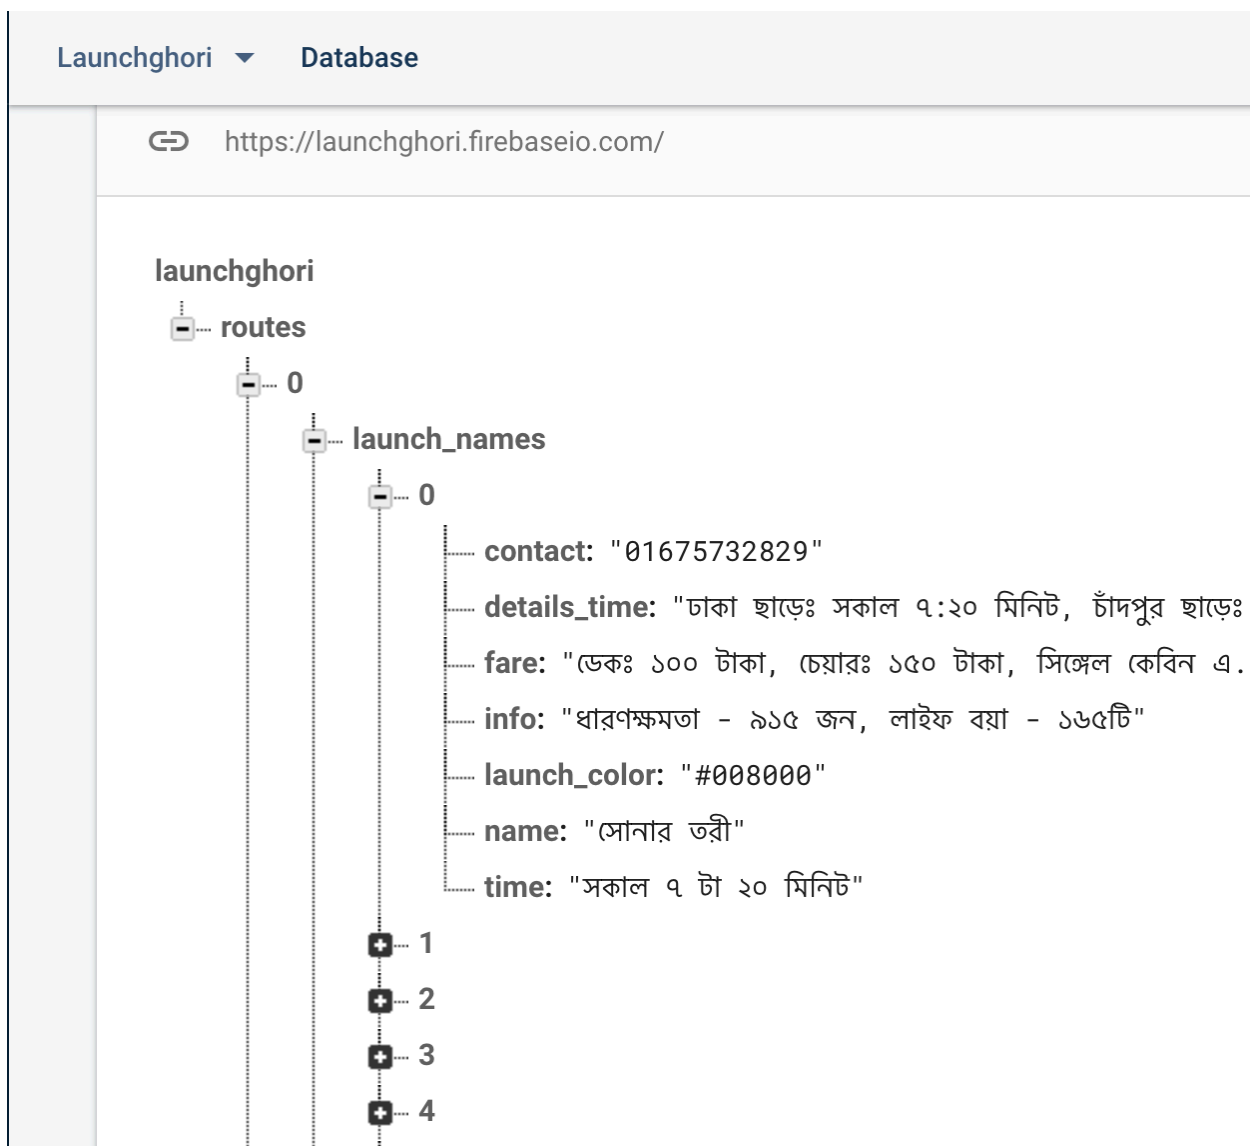 Launchghori Database
https://launchghori.firebaseio.com/
launchghori
routes
0
launch_names
0
contact: "01675732829"
details_time: "ঢাকা ছাড়েঃ সকাল ৭:২০ মিনিট, চাঁদপুর ছাড়েঃ
fare: "ডেকঃ ১০০ টাকা, চেয়ারঃ ১৫০ টাকা, সিঙ্গেল কেবিন এ.
info: "ধারণক্ষমতা - ৯১৫ জন, লাইফ বয়া - ১৬৫টি"
launch_color: "#008000"
name: "সোনার তরী"
time: "সকাল ৭ টা ২০ মিনিট"
1
2
3
4